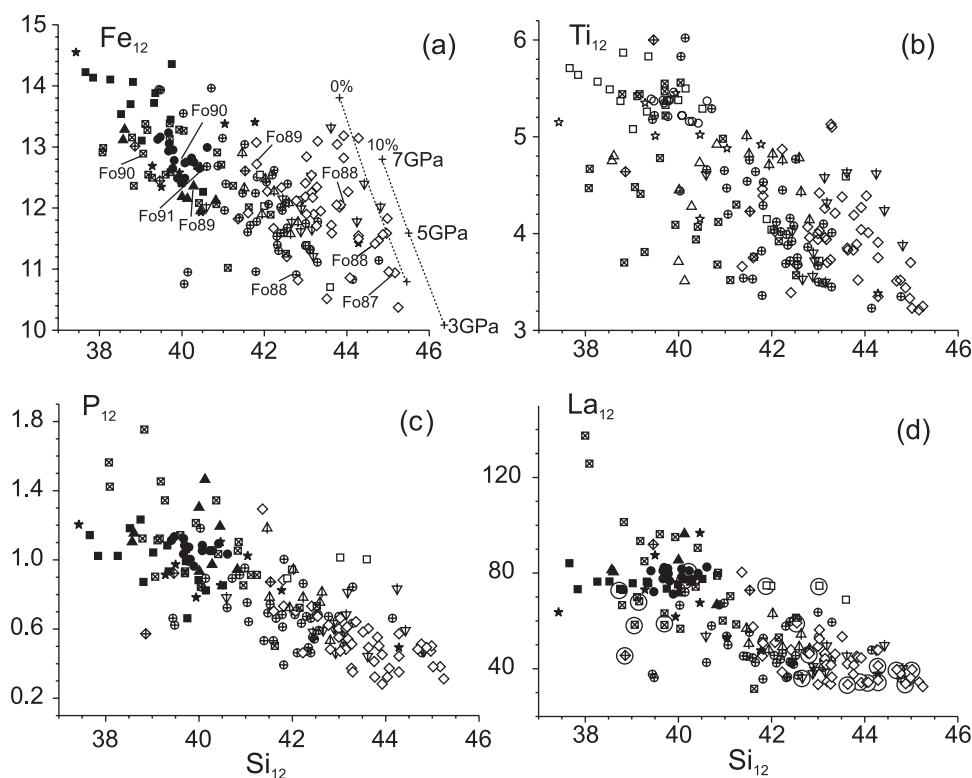 15
14
13
12
11
10
Fe12
(a)
0%
10%
7GPa
5GPa
3GPa
Fo90
Fo89
Fo90
Fo88
Fo91
Fo89
Fo88
Fo88
Fo87
38 40 42 44 46
6
5
4
3
Ti12
(b)
38 40 42 44 46
1.8
1.4
1.0
0.6
0.2
P12
(c)
38 40 42 44 46
Si12
120
80
40
La12
(d)
38 40 42 44 46
Si12